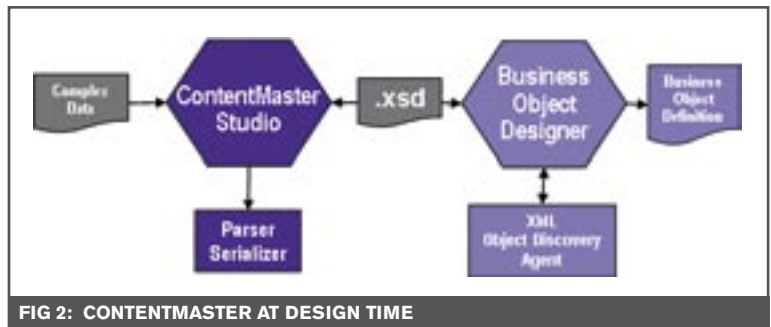 Complex
Data
ContentMaster
Studio
.xsd
Business
Object
Designer
Business
Object
Definition
Parser
Serializer
XML
Object Discovery
Agent
FIG 2: CONTENTMASTER AT DESIGN TIME